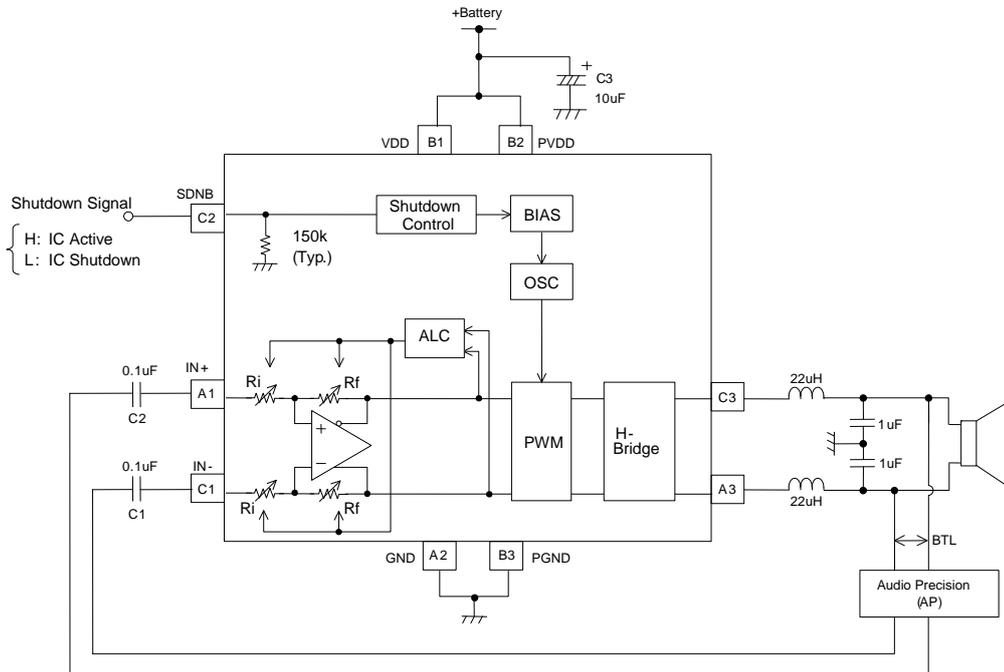 +Battery
+
C3
10uF
VDD
B1
B2
PVDD
SDNB
Shutdown Signal
C2
H: IC Active
L: IC Shutdown
150k
(Typ.)
Shutdown
Control
BIAS
OSC
ALC
0.1uF
IN+
A1
C2
Ri
Rf
+
−
0.1uF
IN-
C1
C1
Ri
Rf
PWM
H-
Bridge
C3
22uH
1uF
1uF
A3
22uH
GND
A2
B3
PGND
BTL
Audio Precision
(AP)